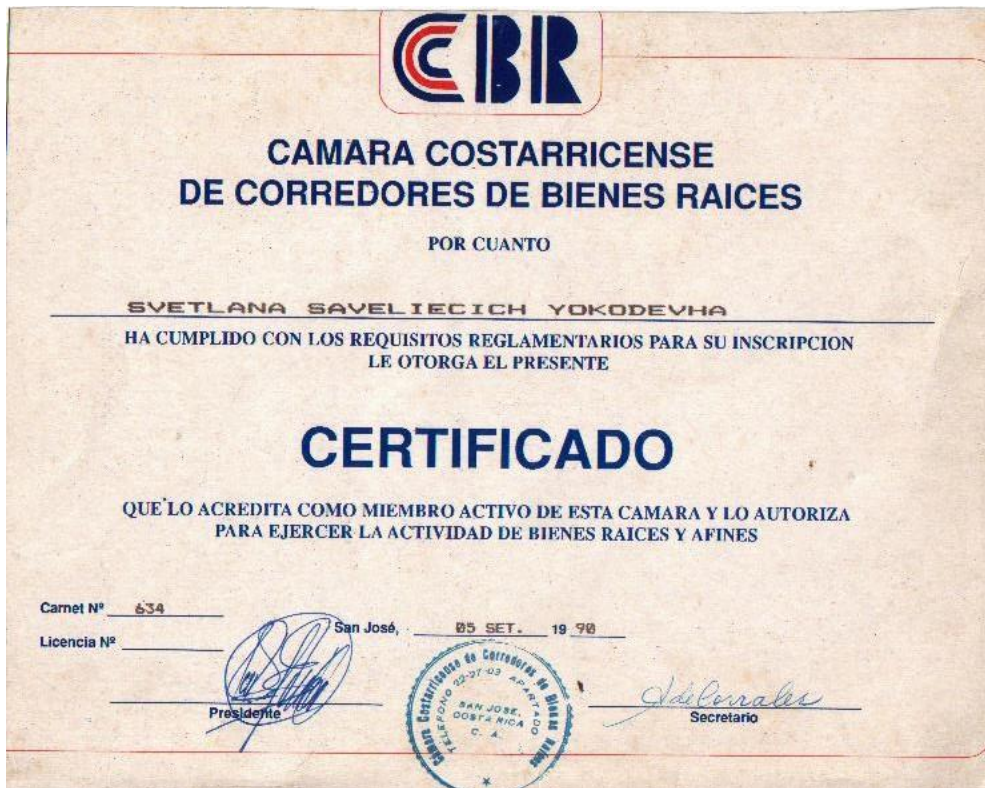 CCBR
CAMARA COSTARRICENSE
DE CORREDORES DE BIENES RAICES
POR CUANTO
SVETLANA SAVELIECICH YOKODEVHA
HA CUMPLIDO CON LOS REQUISITOS REGLAMENTARIOS PARA SU INSCRIPCION
LE OTORGA EL PRESENTE
CERTIFICADO
QUE LO ACREDITA COMO MIEMBRO ACTIVO DE ESTA CAMARA Y LO AUTORIZA
PARA EJERCER LA ACTIVIDAD DE BIENES RAICES Y AFINES
Carnet Nº 634
San José, 05 SET. 19 90
Licencia Nº
Presidente
Camara Costarricense de Corredores de Bienes Raices
TELEFONO 22-27-03 APARTADO
SAN JOSE,
COSTA RICA
C. A.
Secretario